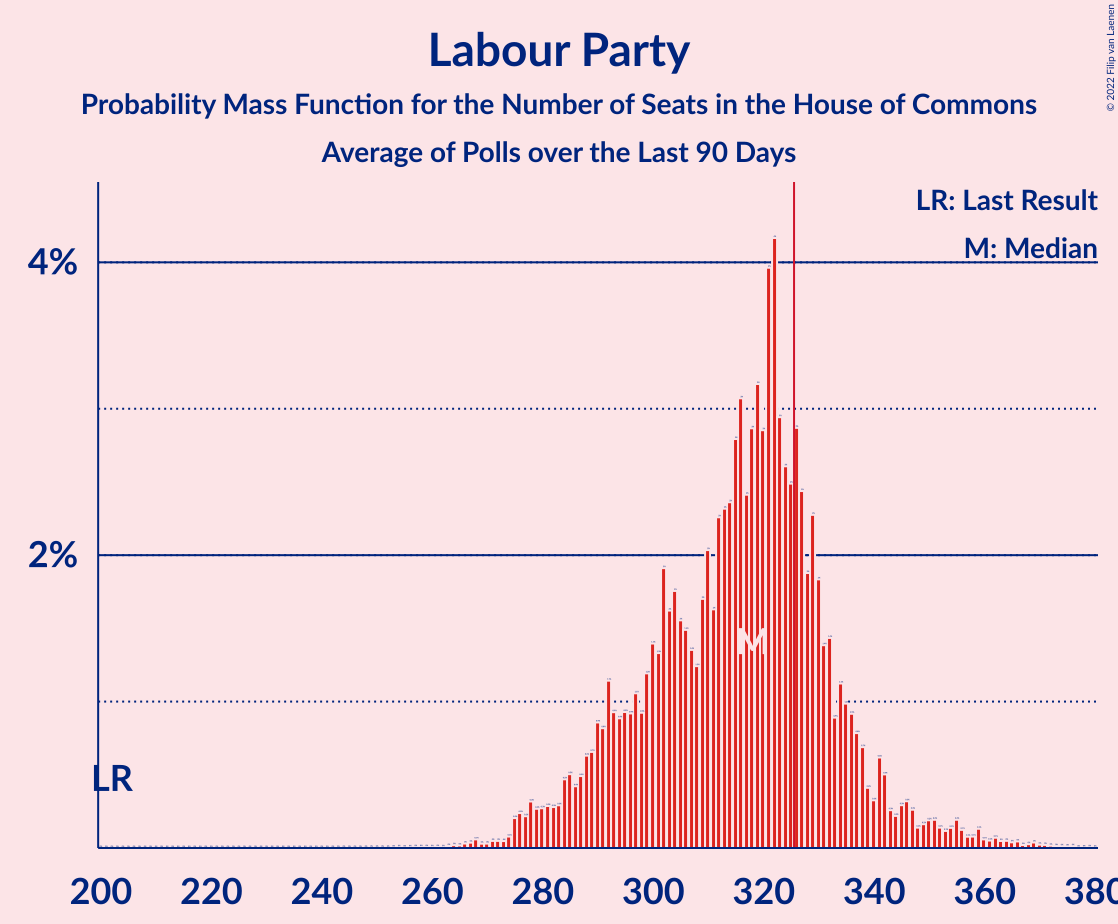 Labour Party
Probability Mass Function for the Number of Seats in the House of Commons
Average of Polls over the Last 90 Days
© 2022 Filip van Laenen
LR: Last Result
M: Median
4%
2%
M
LR
200 220 240 260 280 300 320 340 360 380